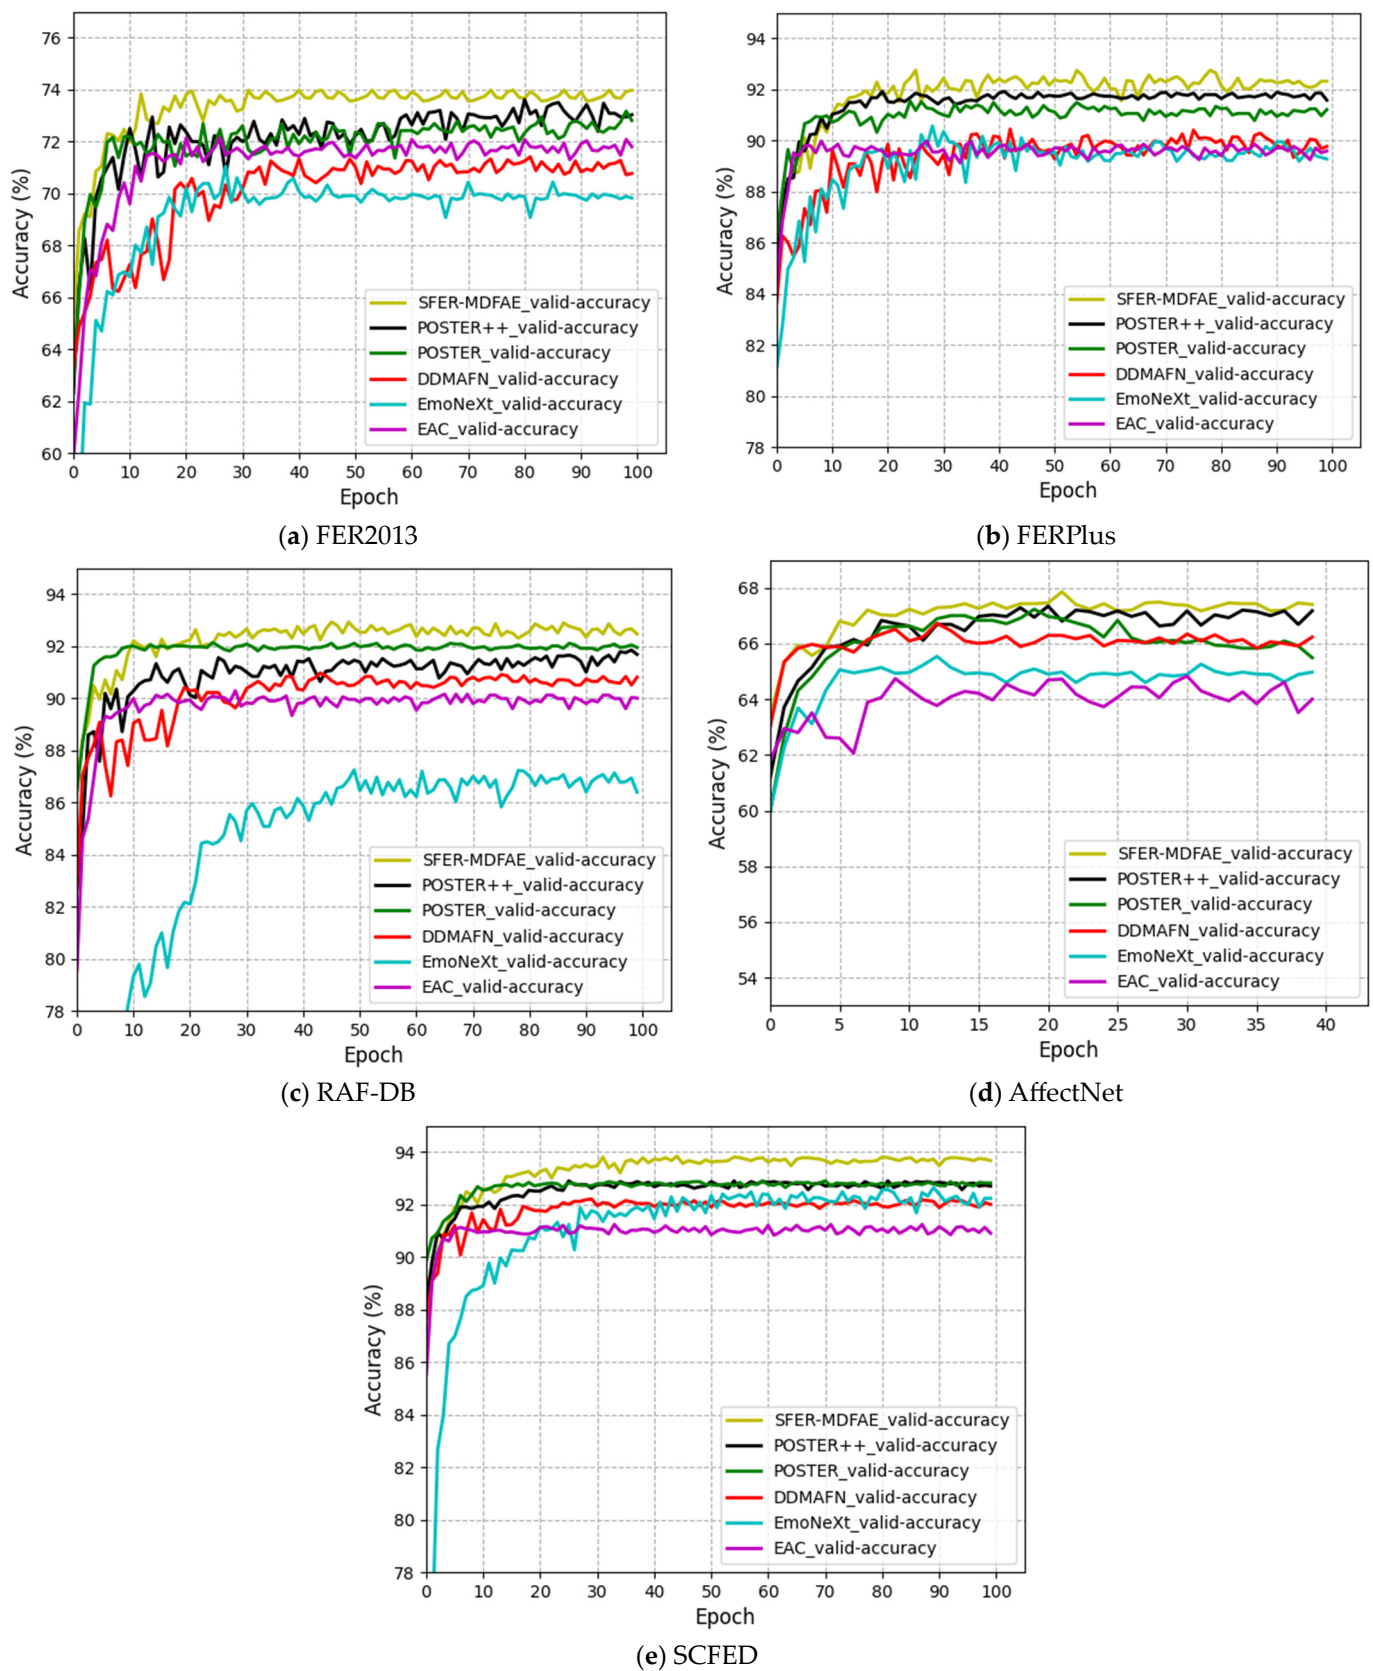 76
74
72
70
68
66
64
62
60
Accuracy (%)
SFER-MDFAE_valid-accuracy
POSTER++_valid-accuracy
POSTER_valid-accuracy
DDMAFN_valid-accuracy
EmoNeXt_valid-accuracy
EAC_valid-accuracy
0 10 20 30 40 50 60 70 80 90 100
Epoch
(a) FER2013
94
92
90
88
86
84
82
80
78
Accuracy (%)
SFER-MDFAE_valid-accuracy
POSTER++_valid-accuracy
POSTER_valid-accuracy
DDMAFN_valid-accuracy
EmoNeXt_valid-accuracy
EAC_valid-accuracy
0 10 20 30 40 50 60 70 80 90 100
Epoch
(b) FERPlus
94
92
90
88
86
84
82
80
78
Accuracy (%)
SFER-MDFAE_valid-accuracy
POSTER++_valid-accuracy
POSTER_valid-accuracy
DDMAFN_valid-accuracy
EmoNeXt_valid-accuracy
EAC_valid-accuracy
0 10 20 30 40 50 60 70 80 90 100
Epoch
(c) RAF-DB
68
66
64
62
60
58
56
54
Accuracy (%)
SFER-MDFAE_valid-accuracy
POSTER++_valid-accuracy
POSTER_valid-accuracy
DDMAFN_valid-accuracy
EmoNeXt_valid-accuracy
EAC_valid-accuracy
0 5 10 15 20 25 30 35 40
Epoch
(d) AffectNet
94
92
90
88
86
84
82
80
78
Accuracy (%)
SFER-MDFAE_valid-accuracy
POSTER++_valid-accuracy
POSTER_valid-accuracy
DDMAFN_valid-accuracy
EmoNeXt_valid-accuracy
EAC_valid-accuracy
0 10 20 30 40 50 60 70 80 90 100
Epoch
(e) SCFED